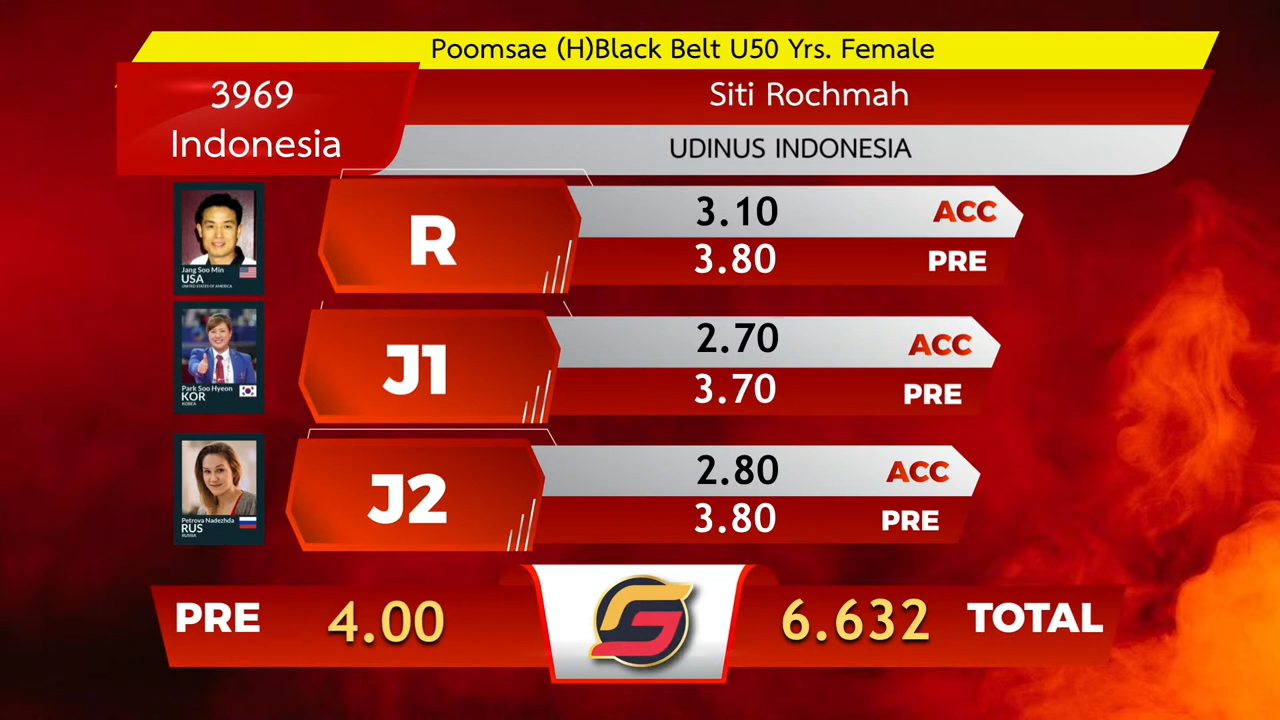 Poomsae (H)Black Belt U50 Yrs. Female
3969
Indonesia
Siti Rochmah
UDINUS INDONESIA
Jang Soo Min
USA
UNITED STATES OF AMERICA
R
3.10 ACC
3.80 PRE
Park Soo Hyeon
KOR
KOREA
J1
2.70 ACC
3.70 PRE
Petrova Nadezhda
RUS
RUSSIA
J2
2.80 ACC
3.80 PRE
PRE 4.00
6.632 TOTAL